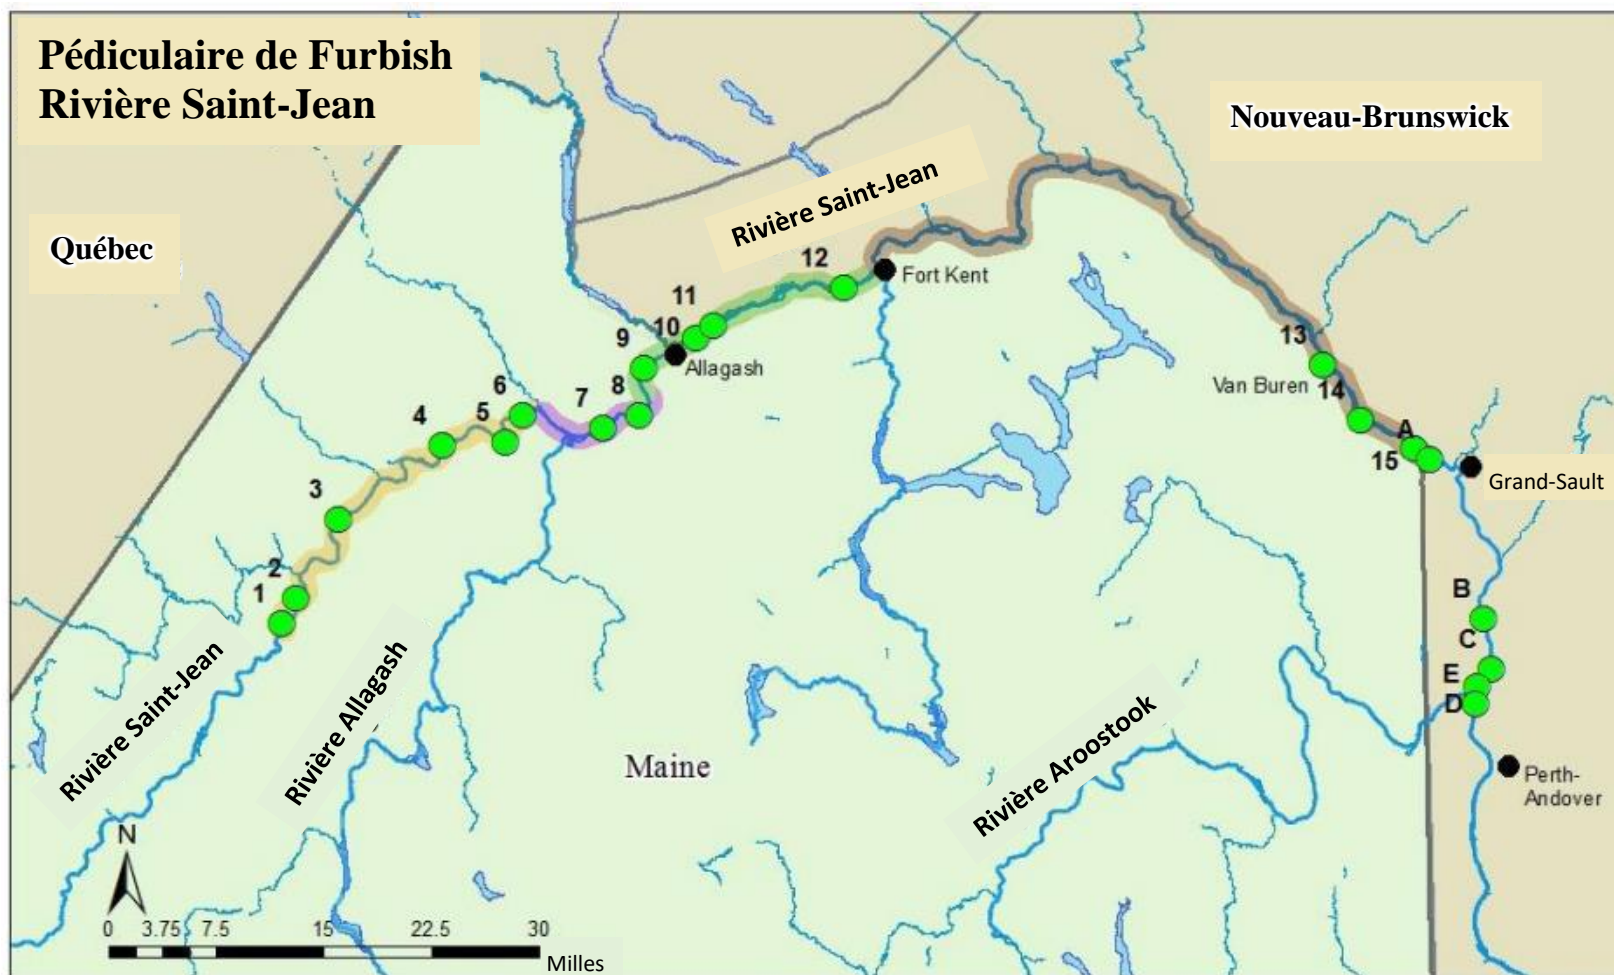 Pédiculaire de Furbish
Rivière Saint-Jean
Nouveau-Brunswick
Québec
Rivière Saint-Jean
12
Fort Kent
11
10
9
Allagash
8
7
6
5
4
3
2
1
13
Van Buren
14
A
15
Grand-Sault
B
C
E
D
Perth-
Andover
Rivière Saint-Jean
Rivière Allagash
Maine
Rivière Aroostook
N
0 3.75 7.5 15 22.5 30
Milles